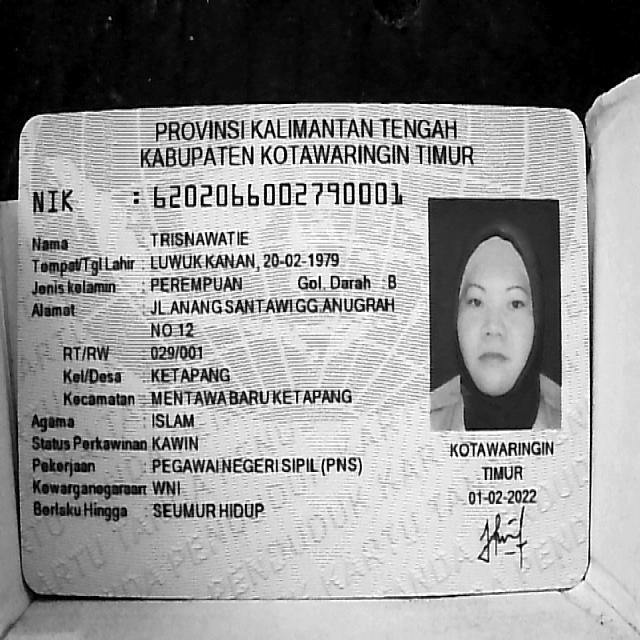 PROVINSI KALIMANTAN TENGAH
KABUPATEN KOTAWARINGIN TIMUR
NIK : 6202066002790001
Nama : TRISNAWATIE
Tempat/Tgl Lahir : LUWUK KANAN, 20-02-1979
Jenis kelamin : PEREMPUAN Gol. Darah : B
Alamat : JL.ANANG SANTAWI GG.ANUGRAH
NO.12
RT/RW : 029/001
Kel/Desa : KETAPANG
Kecamatan : MENTAWA BARU KETAPANG
Agama : ISLAM
Status Perkawinan : KAWIN
Pekerjaan : PEGAWAI NEGERI SIPIL (PNS)
Kewarganegaraan : WNI
Berlaku Hingga : SEUMUR HIDUP
KOTAWARINGIN
TIMUR
01-02-2022